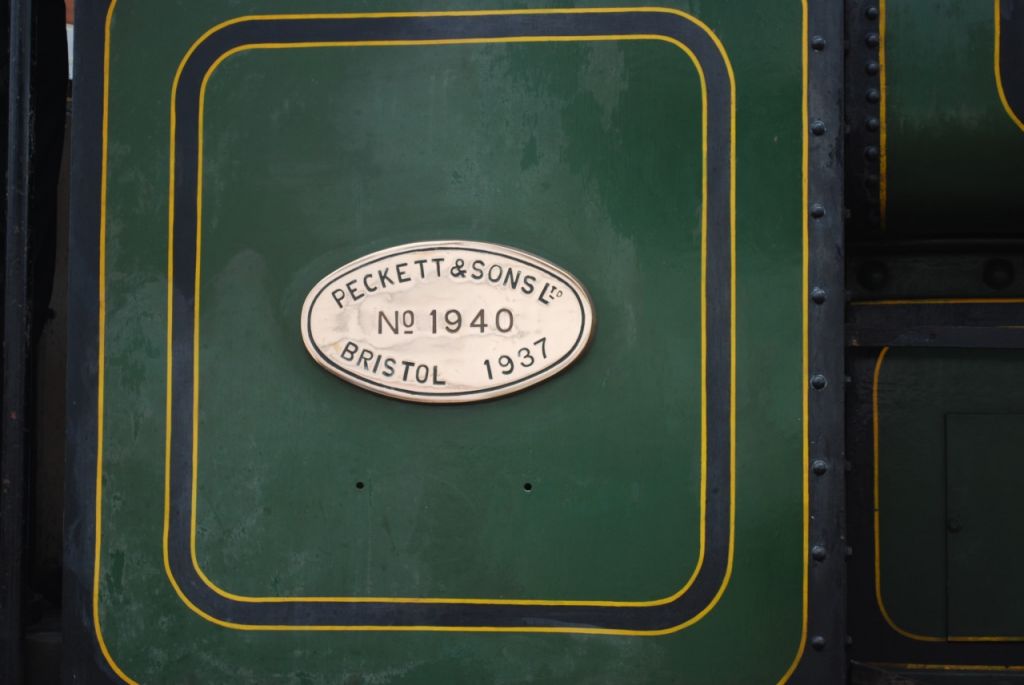 PECKETT & SONS LTD
No 1940
BRISTOL 1937